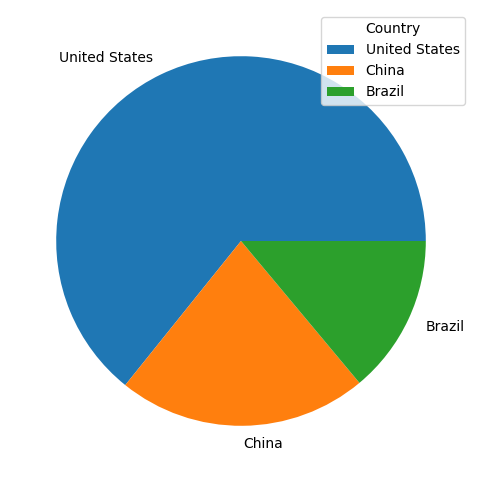 Country
United States
China
Brazil
United States
Brazil
China